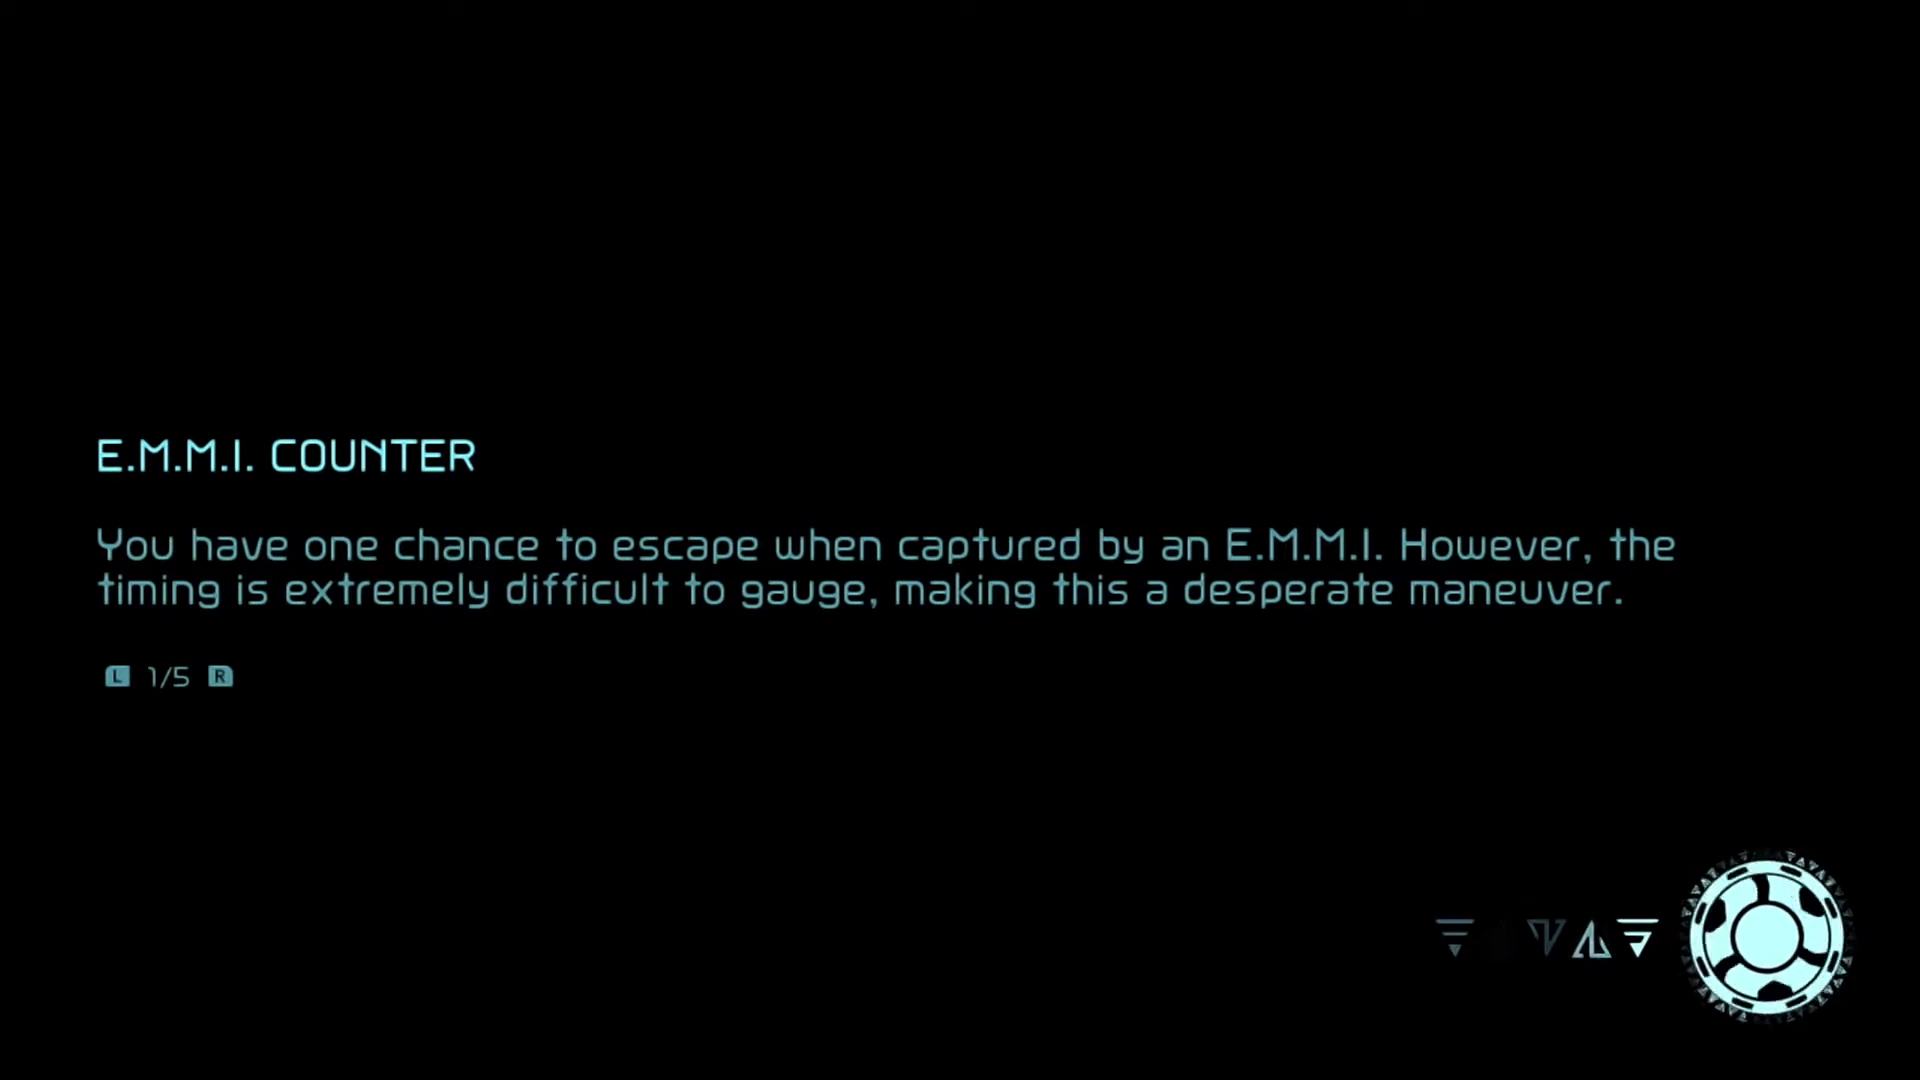 E.M.M.I. COUNTER
You have one chance to escape when captured by an E.M.M.I. However, the
timing is extremely difficult to gauge, making this a desperate maneuver.
L 1/5 R